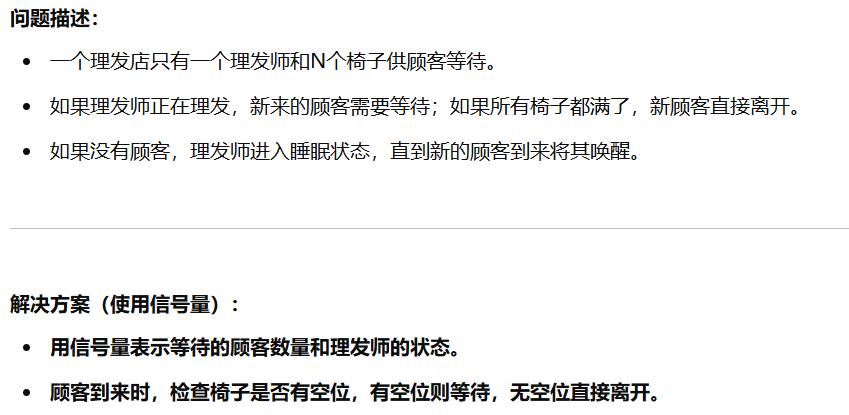 问题描述：
一个理发店只有一个理发师和N个椅子供顾客等待。
如果理发师正在理发，新来的顾客需要等待；如果所有椅子都满了，新顾客直接离开。
如果没有顾客，理发师进入睡眠状态，直到新的顾客到来将其唤醒。
解决方案（使用信号量）：
用信号量表示等待的顾客数量和理发师的状态。
顾客到来时，检查椅子是否有空位，有空位则等待，无空位直接离开。